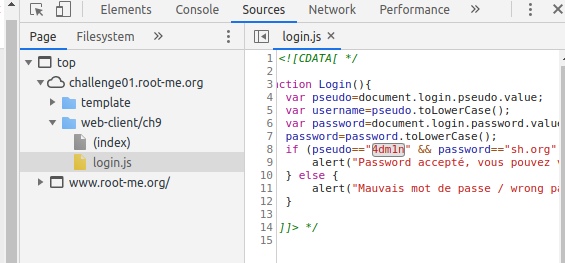 Elements Console Sources Network Performance »
Page Filesystem »
login.js
top
challenge01.root-me.org
template
web-client/ch9
(index)
login.js
www.root-me.org/
1 <![CDATA[ */
2
3 ction Login(){
4 var pseudo=document.login.pseudo.value;
5 var username=pseudo.toLowerCase();
6 var password=document.login.password.valu
7 password=password.toLowerCase();
8 if (pseudo=="4dm1n" && password=="sh.org"
9 alert("Password accepté, vous pouvez v
10 } else {
11 alert("Mauvais mot de passe / wrong pa
12 }
13
14 ]]> */
15